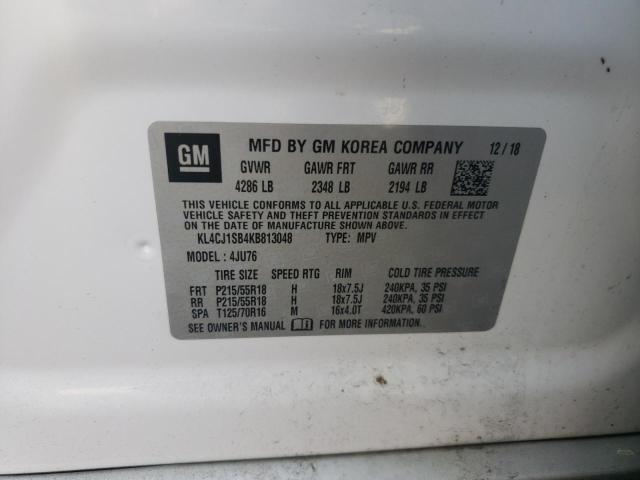 GM
MFD BY GM KOREA COMPANY 12/18
GVWR GAWR FRT GAWR RR
4286 LB 2348 LB 2194 LB
THIS VEHICLE CONFORMS TO ALL APPLICABLE U.S. FEDERAL MOTOR
VEHICLE SAFETY AND THEFT PREVENTION STANDARDS IN EFFECT
ON THE DATE OF MANUFACTURE SHOWN ABOVE.
KL4CJ1SB4KB813048 TYPE: MPV
MODEL : 4JU76
TIRE SIZE SPEED RTG RIM COLD TIRE PRESSURE
FRT P215/55R18 H 18x7.5J 240KPA, 35 PSI
RR P215/55R18 H 18x7.5J 240KPA, 35 PSI
SPA T125/70R16 M 16x4.0T 420KPA, 60 PSI
SEE OWNER'S MANUAL FOR MORE INFORMATION.